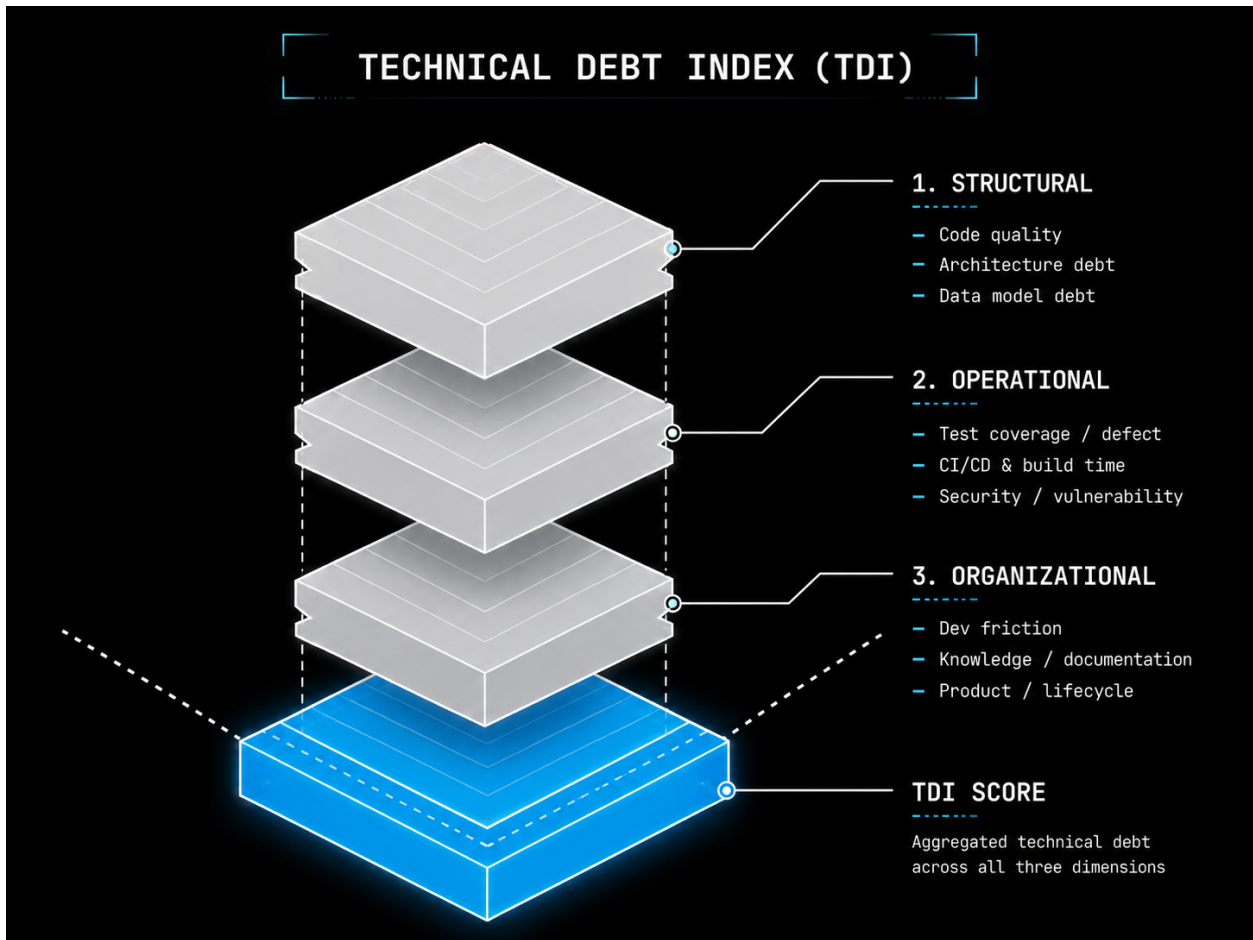 TECHNICAL DEBT INDEX (TDI)
1. STRUCTURAL
– Code quality
– Architecture debt
– Data model debt
2. OPERATIONAL
– Test coverage / defect
– CI/CD & build time
– Security / vulnerability
3. ORGANIZATIONAL
– Dev friction
– Knowledge / documentation
– Product / lifecycle
TDI SCORE
Aggregated technical debt
across all three dimensions